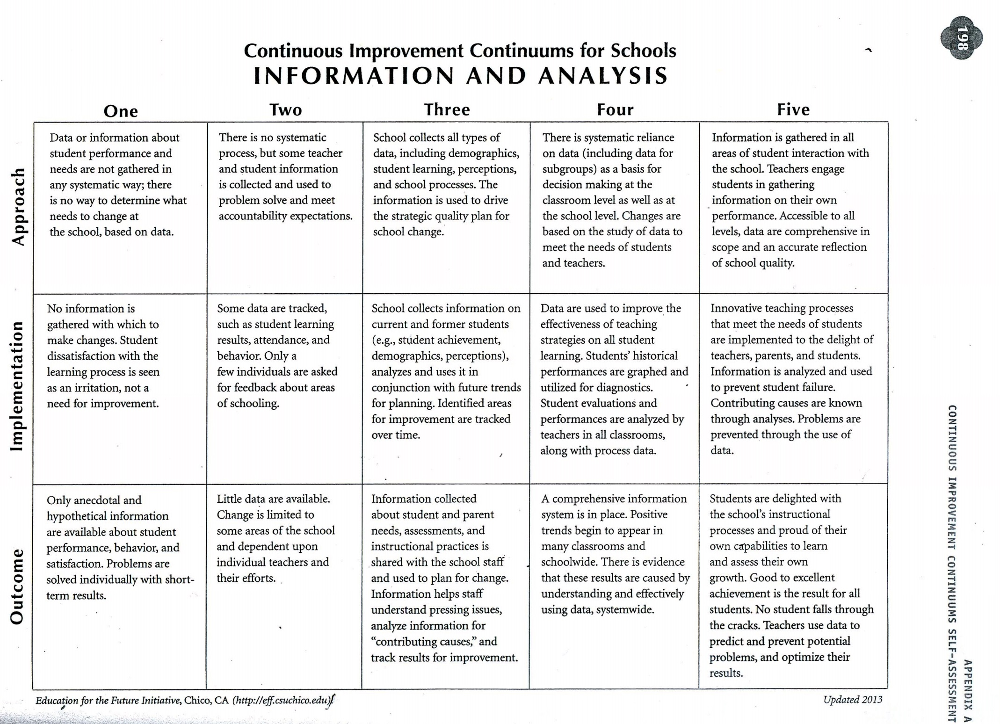 198
Continuous Improvement Continuums for Schools
INFORMATION AND ANALYSIS
One
Two
Three
Four
Five
Approach
Data or information about
student performance and
needs are not gathered in
any systematic way; there
is no way to determine what
needs to change at
the school, based on data.
There is no systematic
process, but some teacher
and student information
is collected and used to
problem solve and meet
accountability expectations.
School collects all types of
data, including demographics,
student learning, perceptions,
and school processes. The
information is used to drive
the strategic quality plan for
school change.
There is systematic reliance
on data (including data for
subgroups) as a basis for
decision making at the
classroom level as well as at
the school level. Changes are
based on the study of data to
meet the needs of students
and teachers.
Information is gathered in all
areas of student interaction with
the school. Teachers engage
students in gathering
information on their own
performance. Accessible to all
levels, data are comprehensive in
scope and an accurate reflection
of school quality.
Implementation
No information is
gathered with which to
make changes. Student
dissatisfaction with the
learning process is seen
as an irritation, not a
need for improvement.
Some data are tracked,
such as student learning
results, attendance, and
behavior. Only a
few individuals are asked
for feedback about areas
of schooling.
School collects information on
current and former students
(e.g., student achievement,
demographics, perceptions),
analyzes and uses it in
conjunction with future trends
for planning. Identified areas
for improvement are tracked
over time.
Data are used to improve the
effectiveness of teaching
strategies on all student
learning. Students’ historical
performances are graphed and
utilized for diagnostics.
Student evaluations and
performances are analyzed by
teachers in all classrooms,
along with process data.
Innovative teaching processes
that meet the needs of students
are implemented to the delight of
teachers, parents, and students.
Information is analyzed and used
to prevent student failure.
Contributing causes are known
through analyses. Problems are
prevented through the use of
data.
Outcome
Only anecdotal and
hypothetical information
are available about student
performance, behavior, and
satisfaction. Problems are
solved individually with short-
term results.
Little data are available.
Change is limited to
some areas of the school
and dependent upon
individual teachers and
their efforts.
Information collected
about student and parent
needs, assessments, and
instructional practices is
shared with the school staff
and used to plan for change.
Information helps staff
understand pressing issues,
analyze information for
“contributing causes,” and
track results for improvement.
A comprehensive information
system is in place. Positive
trends begin to appear in
many classrooms and
schoolwide. There is evidence
that these results are caused by
understanding and effectively
using data, systemwide.
Students are delighted with
the school’s instructional
processes and proud of their
own capabilities to learn
and assess their own
growth. Good to excellent
achievement is the result for all
students. No student falls through
the cracks. Teachers use data to
predict and prevent potential
problems, and optimize their
results.
Education for the Future Initiative, Chico, CA (http://eff.csuchico.edu)
Updated 2013
APPENDIX A
CONTINUOUS IMPROVEMENT CONTINUUMS SELF-ASSESSMENT